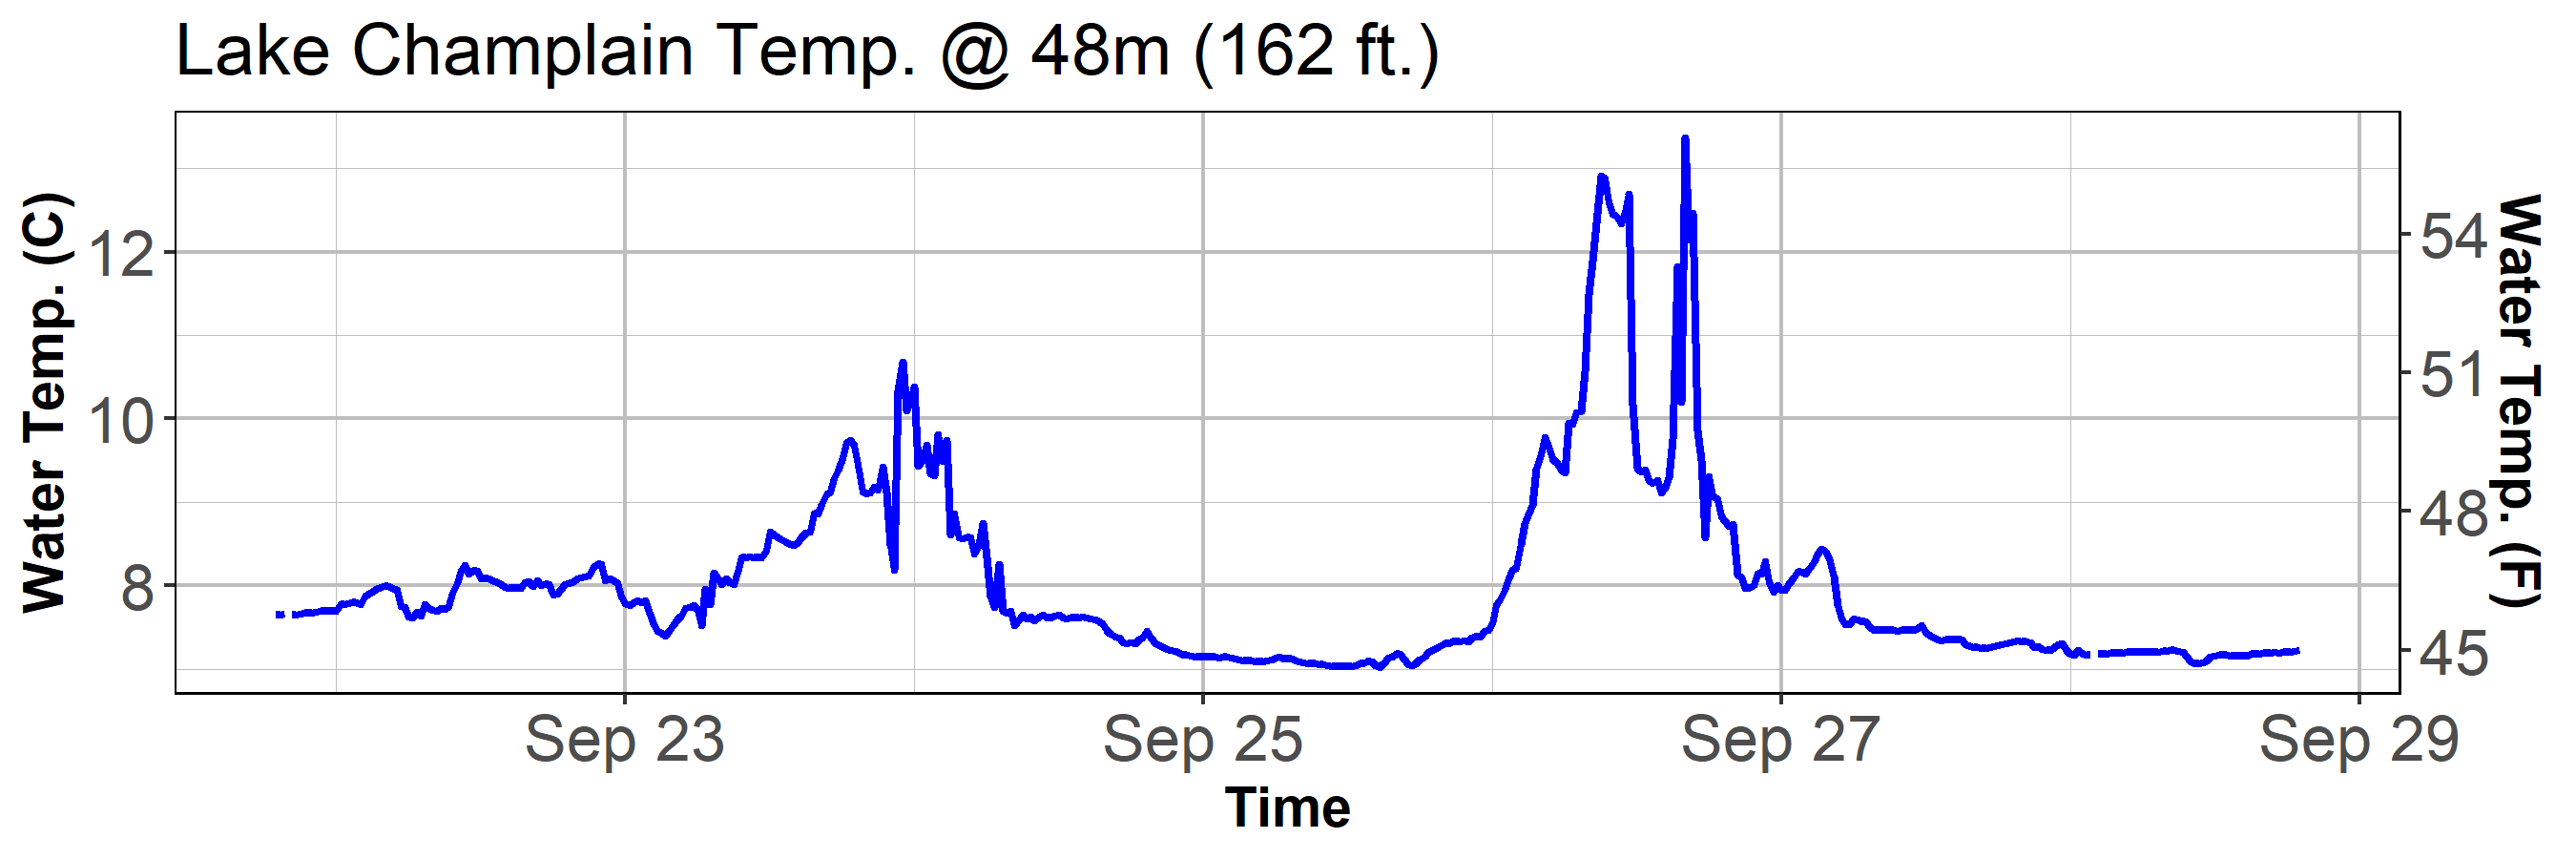 Lake Champlain Temp. @ 48m (162 ft.)
Water Temp. (C)
12
10
8
54
51
48
45
Water Temp. (F)
Sep 23 Sep 25 Sep 27 Sep 29
Time